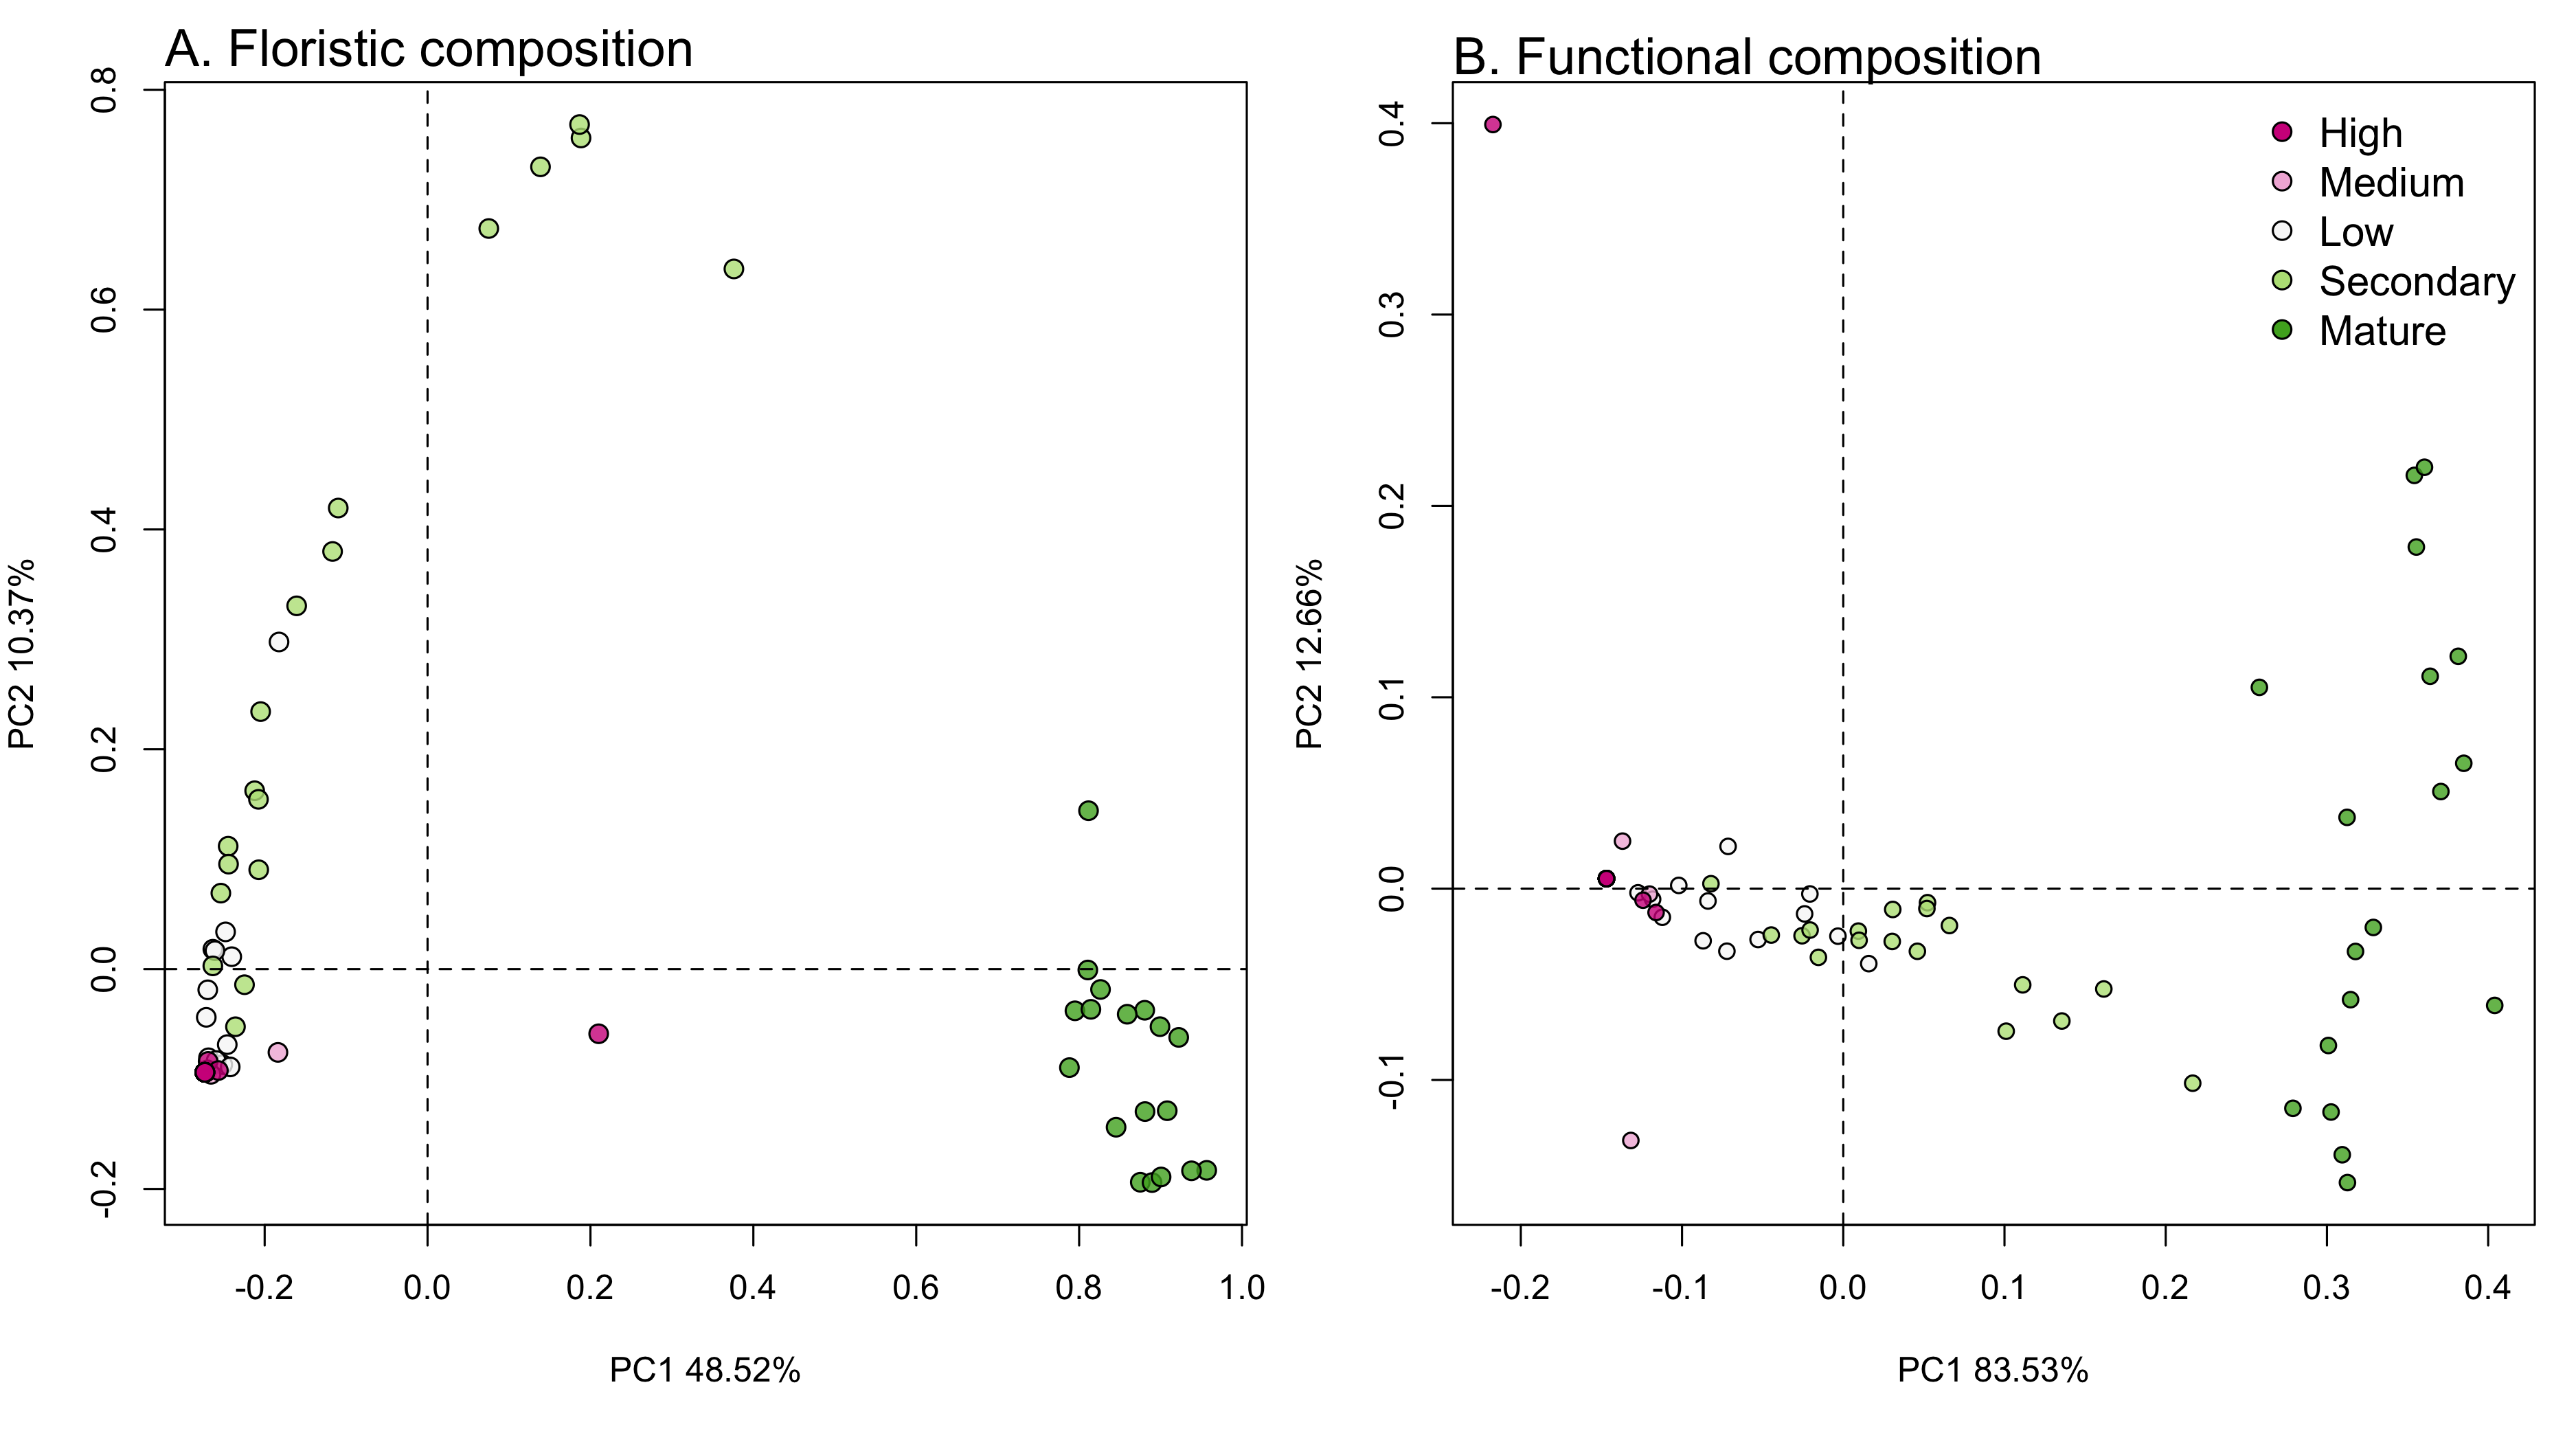 A. Floristic composition
0.8
0.6
0.4
0.2
0.0
-0.2
PC2 10.37%
-0.2
0.0
0.2
0.4
0.6
0.8
1.0
PC1 48.52%
B. Functional composition
High
Medium
Low
Secondary
Mature
0.4
0.3
0.2
0.1
0.0
-0.1
PC2 12.66%
-0.2
-0.1
0.0
0.1
0.2
0.3
0.4
PC1 83.53%